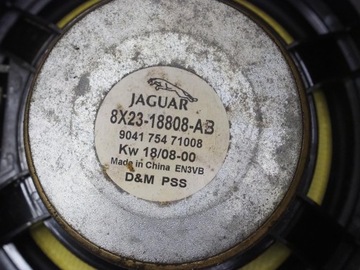 JAGUAR
8X23-18808-AB
9041 754 71008
Kw 18/08-00
Made in China EN3VB
D&M PSS